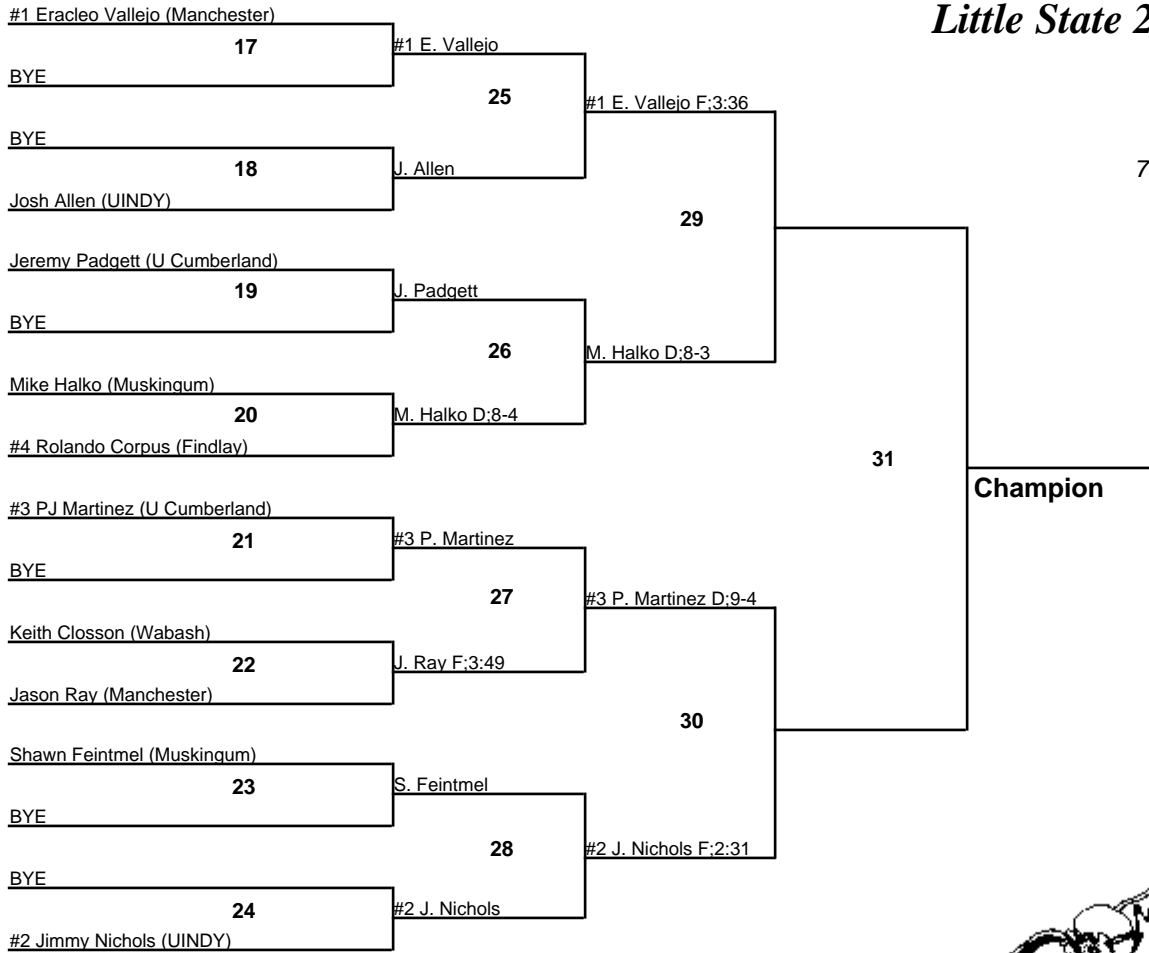 #1 Eracleo Vallejo (Manchester)
Little State 2
17
#1 E. Vallejo
BYE
25
#1 E. Vallejo F;3:36
BYE
18
J. Allen
7
Josh Allen (UINDY)
29
Jeremy Padgett (U Cumberland)
19
J. Padgett
BYE
26
M. Halko D;8-3
Mike Halko (Muskingum)
20
M. Halko D;8-4
#4 Rolando Corpus (Findlay)
31
Champion
#3 PJ Martinez (U Cumberland)
21
#3 P. Martinez
BYE
27
#3 P. Martinez D;9-4
Keith Closson (Wabash)
22
J. Ray F;3:49
Jason Ray (Manchester)
30
Shawn Feintmel (Muskingum)
23
S. Feintmel
BYE
28
#2 J. Nichols F;2:31
BYE
24
#2 J. Nichols
#2 Jimmy Nichols (UINDY)